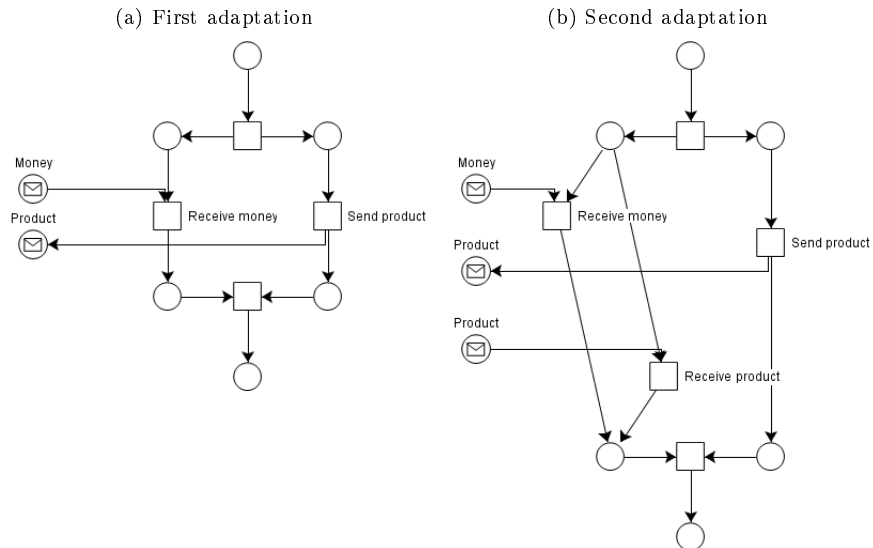 (a) First adaptation
Money
Receive money
Product
Send product
(b) Second adaptation
Money
Receive money
Product
Send product
Product
Receive product